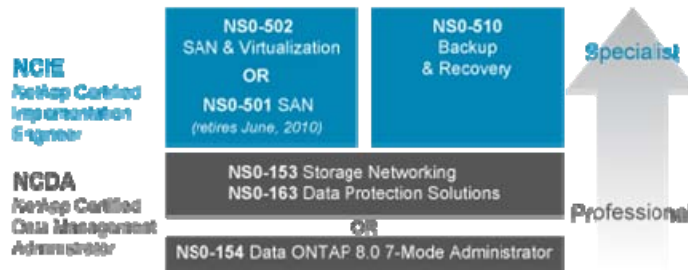 NS0-502
SAN & Virtualization
OR
NS0-501 SAN
(retires June, 2010)
NS0-510
Backup
& Recovery
Specialist
NCIE
NetApp Certified
Implementation
Engineer
NS0-153 Storage Networking
NS0-163 Data Protection Solutions
NCDA
NetApp Certified
Data Management
Administrator
Professional
OR
NS0-154 Data ONTAP 8.0 7-Mode Administrator